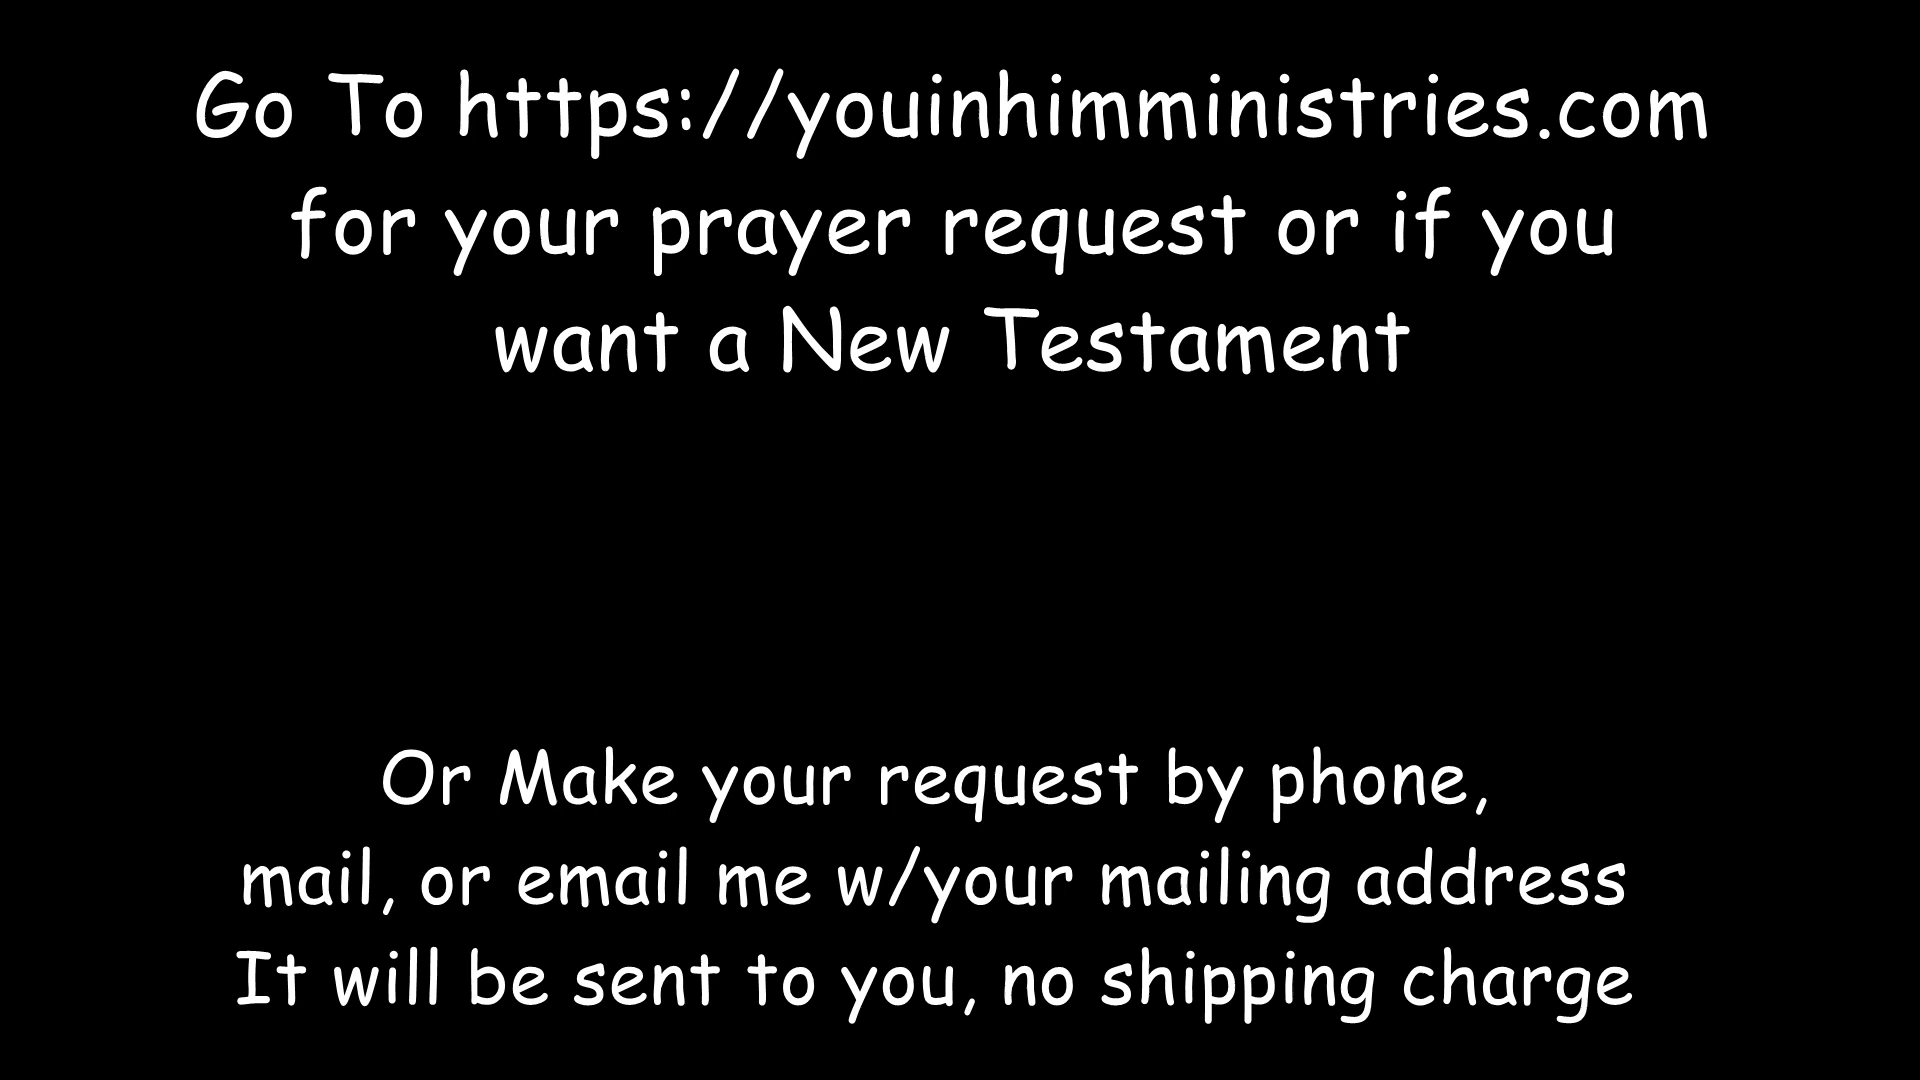 Go To https://youinhimministries.com
for your prayer request or if you
want a New Testament
Or Make your request by phone,
mail, or email me w/your mailing address
It will be sent to you, no shipping charge